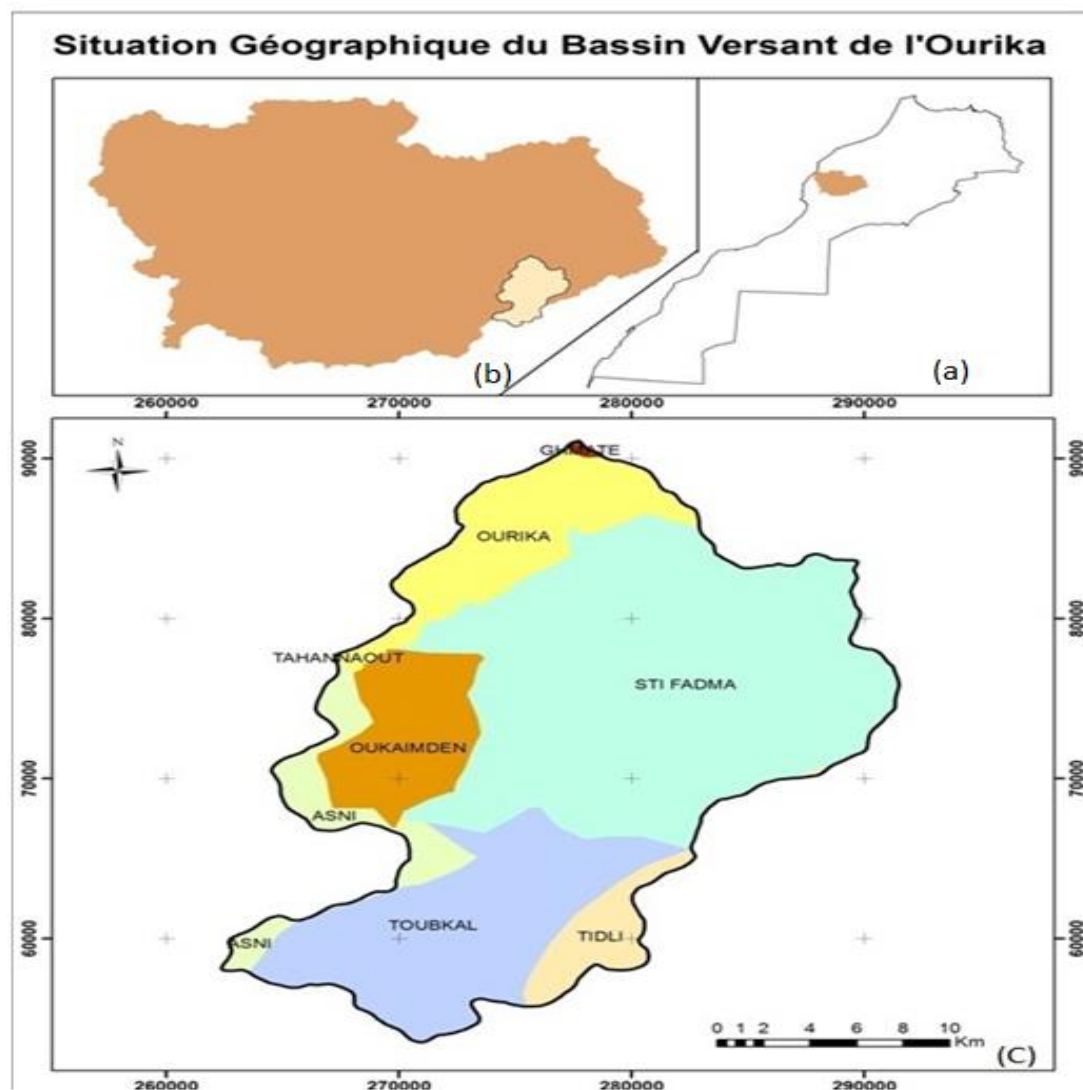 Situation Géographique du Bassin Versant de l'Ourika
(b)
(a)
260000 270000 280000 290000
N
90000 90000
OURIKA
80000 80000
TAHANNAOUT
STI FADMA
OUKAIMDEN
70000 70000
ASNI
TOUBKAL
TIDLI
ASNI
60000 60000
0 1 2 4 6 8 10
Km
(C)
260000 270000 280000 290000